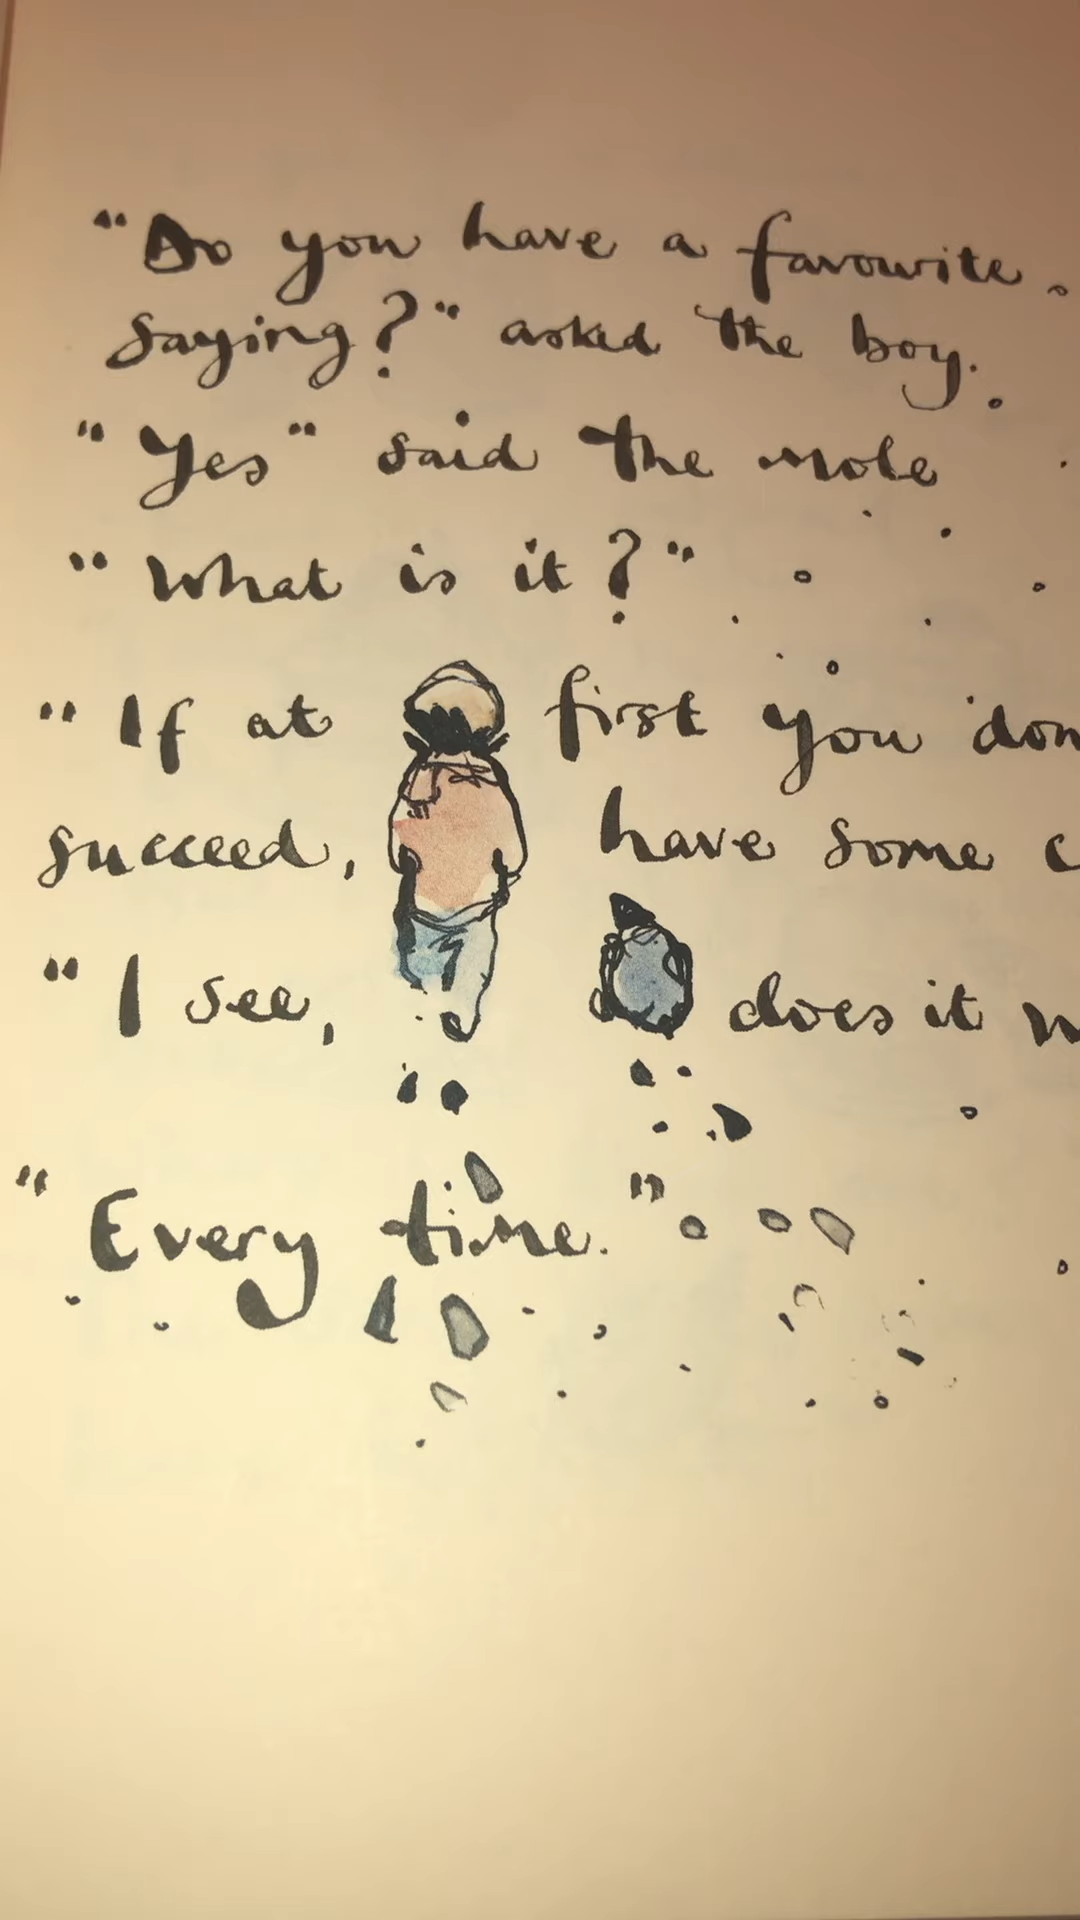 "Do you have a favourite
saying?" asked the boy.
"Yes" said the mole
"What is it?"
"If at first you don
succeed, have some c
"I see, does it w
"Every time."